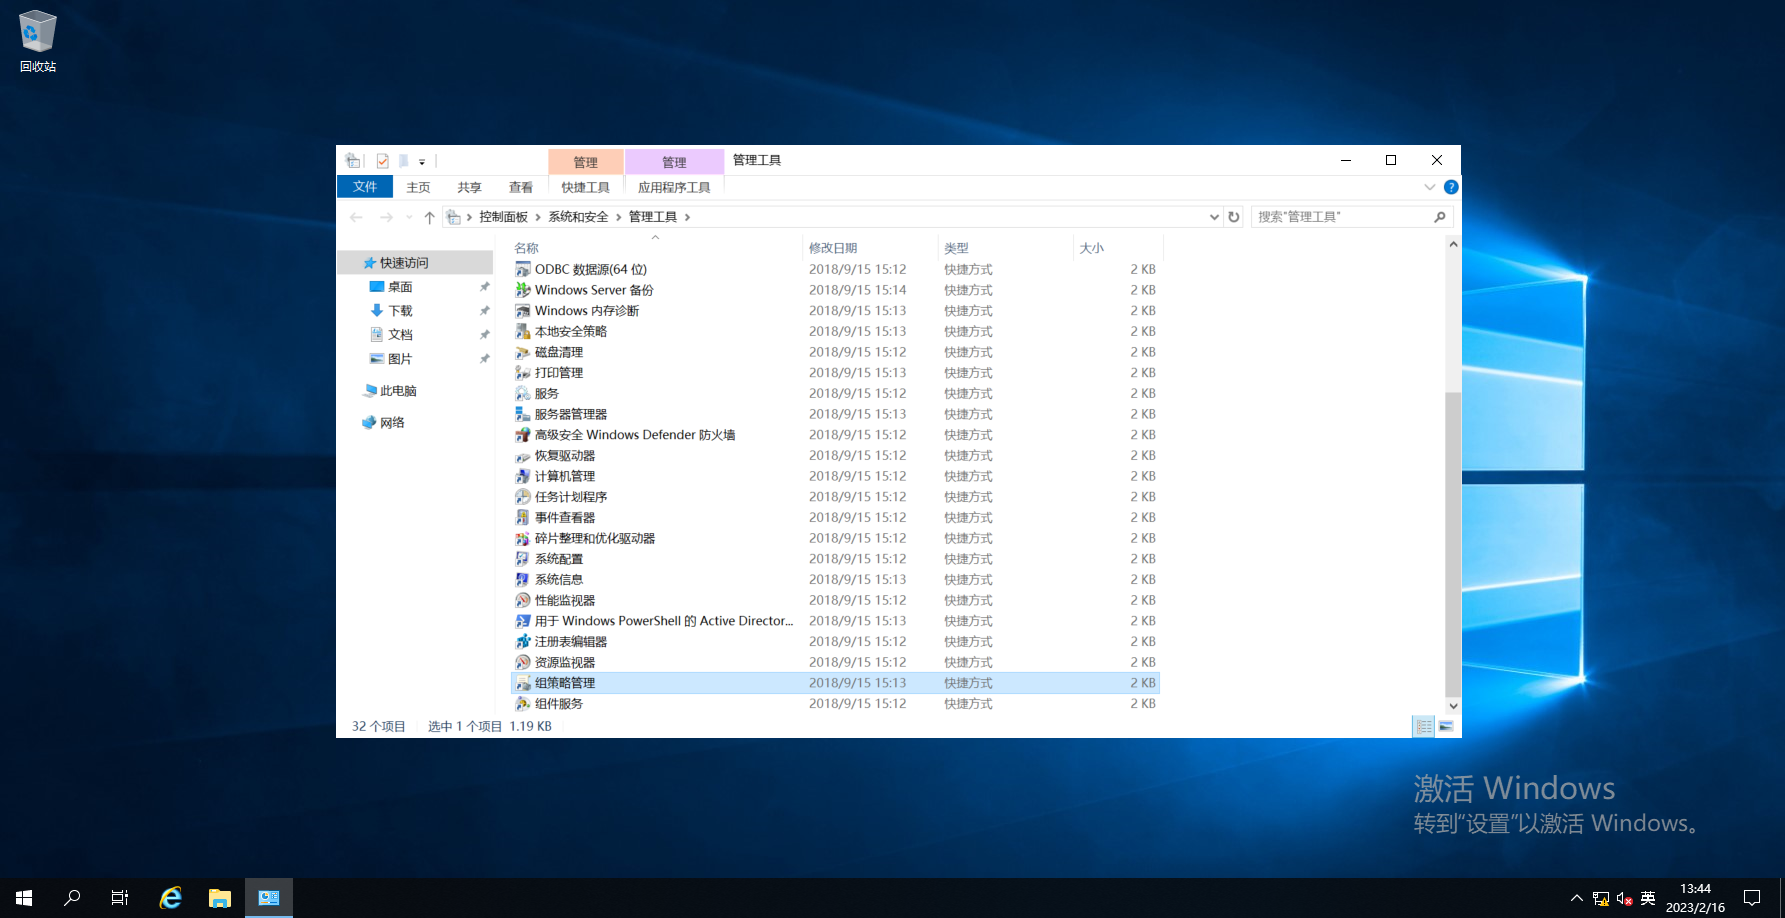 回收站
管理
管理
管理工具
文件
主页
共享
查看
快捷工具
应用程序工具
控制面板
系统和安全
管理工具
搜索"管理工具"
快速访问
桌面
下载
文档
图片
此电脑
网络
名称 修改日期 类型 大小
ODBC 数据源(64 位) 2018/9/15 15:12 快捷方式 2 KB
Windows Server 备份 2018/9/15 15:14 快捷方式 2 KB
Windows 内存诊断 2018/9/15 15:13 快捷方式 2 KB
本地安全策略 2018/9/15 15:13 快捷方式 2 KB
磁盘清理 2018/9/15 15:12 快捷方式 2 KB
打印管理 2018/9/15 15:13 快捷方式 2 KB
服务 2018/9/15 15:12 快捷方式 2 KB
服务器管理器 2018/9/15 15:13 快捷方式 2 KB
高级安全 Windows Defender 防火墙 2018/9/15 15:12 快捷方式 2 KB
恢复驱动器 2018/9/15 15:12 快捷方式 2 KB
计算机管理 2018/9/15 15:12 快捷方式 2 KB
任务计划程序 2018/9/15 15:12 快捷方式 2 KB
事件查看器 2018/9/15 15:12 快捷方式 2 KB
碎片整理和优化驱动器 2018/9/15 15:12 快捷方式 2 KB
系统配置 2018/9/15 15:12 快捷方式 2 KB
系统信息 2018/9/15 15:13 快捷方式 2 KB
性能监视器 2018/9/15 15:12 快捷方式 2 KB
用于 Windows PowerShell 的 Active Director... 2018/9/15 15:13 快捷方式 2 KB
注册表编辑器 2018/9/15 15:12 快捷方式 2 KB
资源监视器 2018/9/15 15:12 快捷方式 2 KB
组策略管理 2018/9/15 15:13 快捷方式 2 KB
组件服务 2018/9/15 15:12 快捷方式 2 KB
32 个项目 选中 1 个项目 1.19 KB
激活 Windows
转到“设置”以激活 Windows。
英
13:44
2023/2/16